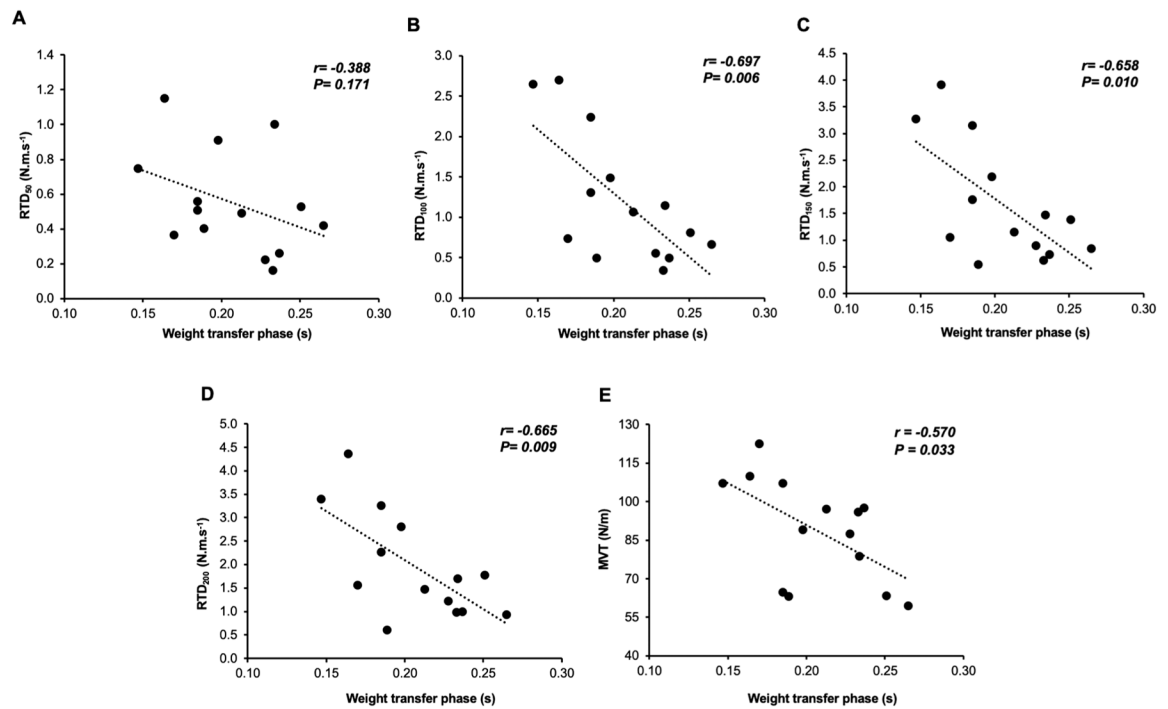 A
r= -0.388
P= 0.171
RTD₅₀ (N.m.s⁻¹)
1.4
1.2
1.0
0.8
0.6
0.4
0.2
0.0
0.10 0.15 0.20 0.25 0.30
Weight transfer phase (s)
B
r= -0.697
P= 0.006
RTD₁₀₀ (N.m.s⁻¹)
3.0
2.5
2.0
1.5
1.0
0.5
0.0
0.10 0.15 0.20 0.25 0.30
Weight transfer phase (s)
C
r= -0.658
P= 0.010
RTD₁₅₀ (N.m.s⁻¹)
4.5
4.0
3.5
3.0
2.5
2.0
1.5
1.0
0.5
0.0
0.10 0.15 0.20 0.25 0.30
Weight transfer phase (s)
D
r= -0.665
P= 0.009
RTD₂₀₀ (N.m.s⁻¹)
5.0
4.5
4.0
3.5
3.0
2.5
2.0
1.5
1.0
0.5
0.0
0.10 0.15 0.20 0.25 0.30
Weight transfer phase (s)
E
r = -0.570
P = 0.033
MVT (N/m)
130
115
100
85
70
55
40
0.10 0.15 0.20 0.25 0.30
Weight transfer phase (s)